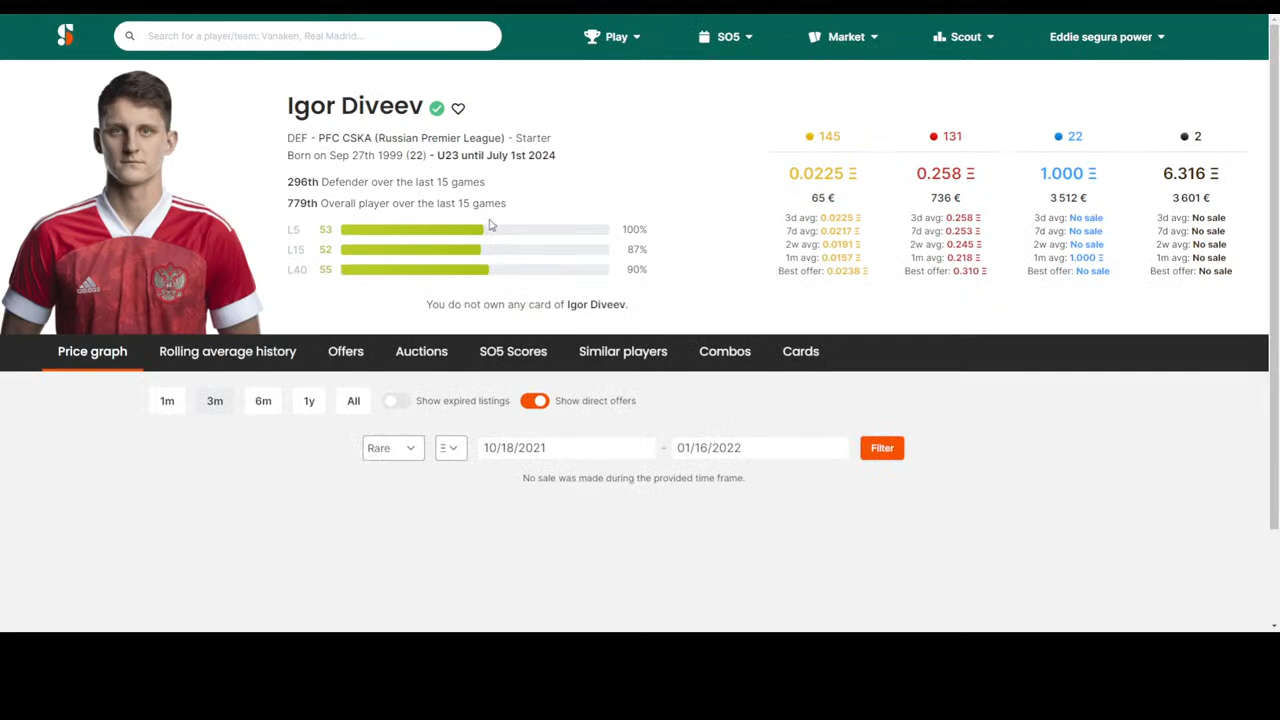 Search for a player/team: Vanaken, Real Madrid...
Play
SO5
Market
Scout
Eddie segura power
Igor Diveev
DEF - PFC CSKA (Russian Premier League) - Starter
Born on Sep 27th 1999 (22) - U23 until July 1st 2024
296th Defender over the last 15 games
779th Overall player over the last 15 games
L5 53 100%
L15 52 87%
L40 55 90%
You do not own any card of Igor Diveev.
145 131 22 2
0.0225 Ξ 0.258 Ξ 1.000 Ξ 6.316 Ξ
65 € 736 € 3 512 € 3 601 €
3d avg: 0.0225 Ξ 3d avg: 0.258 Ξ 3d avg: No sale 3d avg: No sale
7d avg: 0.0217 Ξ 7d avg: 0.253 Ξ 7d avg: No sale 7d avg: No sale
2w avg: 0.0191 Ξ 2w avg: 0.245 Ξ 2w avg: No sale 2w avg: No sale
1m avg: 0.0157 Ξ 1m avg: 0.218 Ξ 1m avg: 1.000 Ξ 1m avg: No sale
Best offer: 0.0238 Ξ Best offer: 0.310 Ξ Best offer: No sale Best offer: No sale
Price graph Rolling average history Offers Auctions SO5 Scores Similar players Combos Cards
1m 3m 6m 1y All Show expired listings Show direct offers
Rare Ξ 10/18/2021 - 01/16/2022 Filter
No sale was made during the provided time frame.